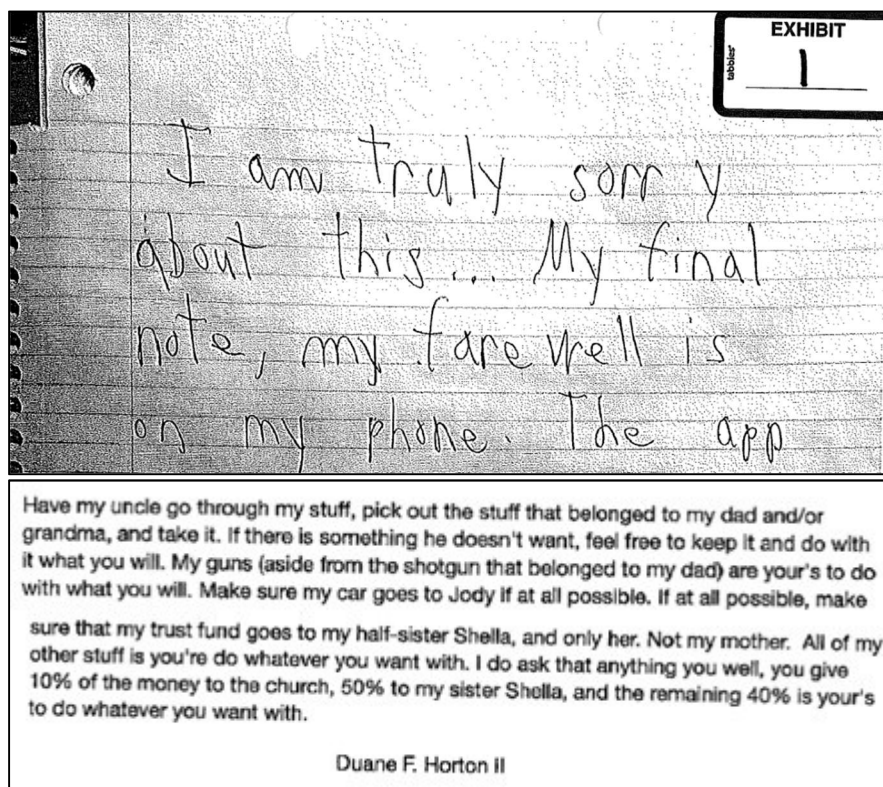 EXHIBIT
tabbies®
1
I am truly sorry
about this... My final
note, my farewell is
on my phone. The app
Have my uncle go through my stuff, pick out the stuff that belonged to my dad and/or
grandma, and take it. If there is something he doesn't want, feel free to keep it and do with
it what you will. My guns (aside from the shotgun that belonged to my dad) are your's to do
with what you will. Make sure my car goes to Jody if at all possible. If at all possible, make
sure that my trust fund goes to my half-sister Shella, and only her. Not my mother. All of my
other stuff is you're do whatever you want with. I do ask that anything you well, you give
10% of the money to the church, 50% to my sister Shella, and the remaining 40% is your's
to do whatever you want with.
Duane F. Horton II